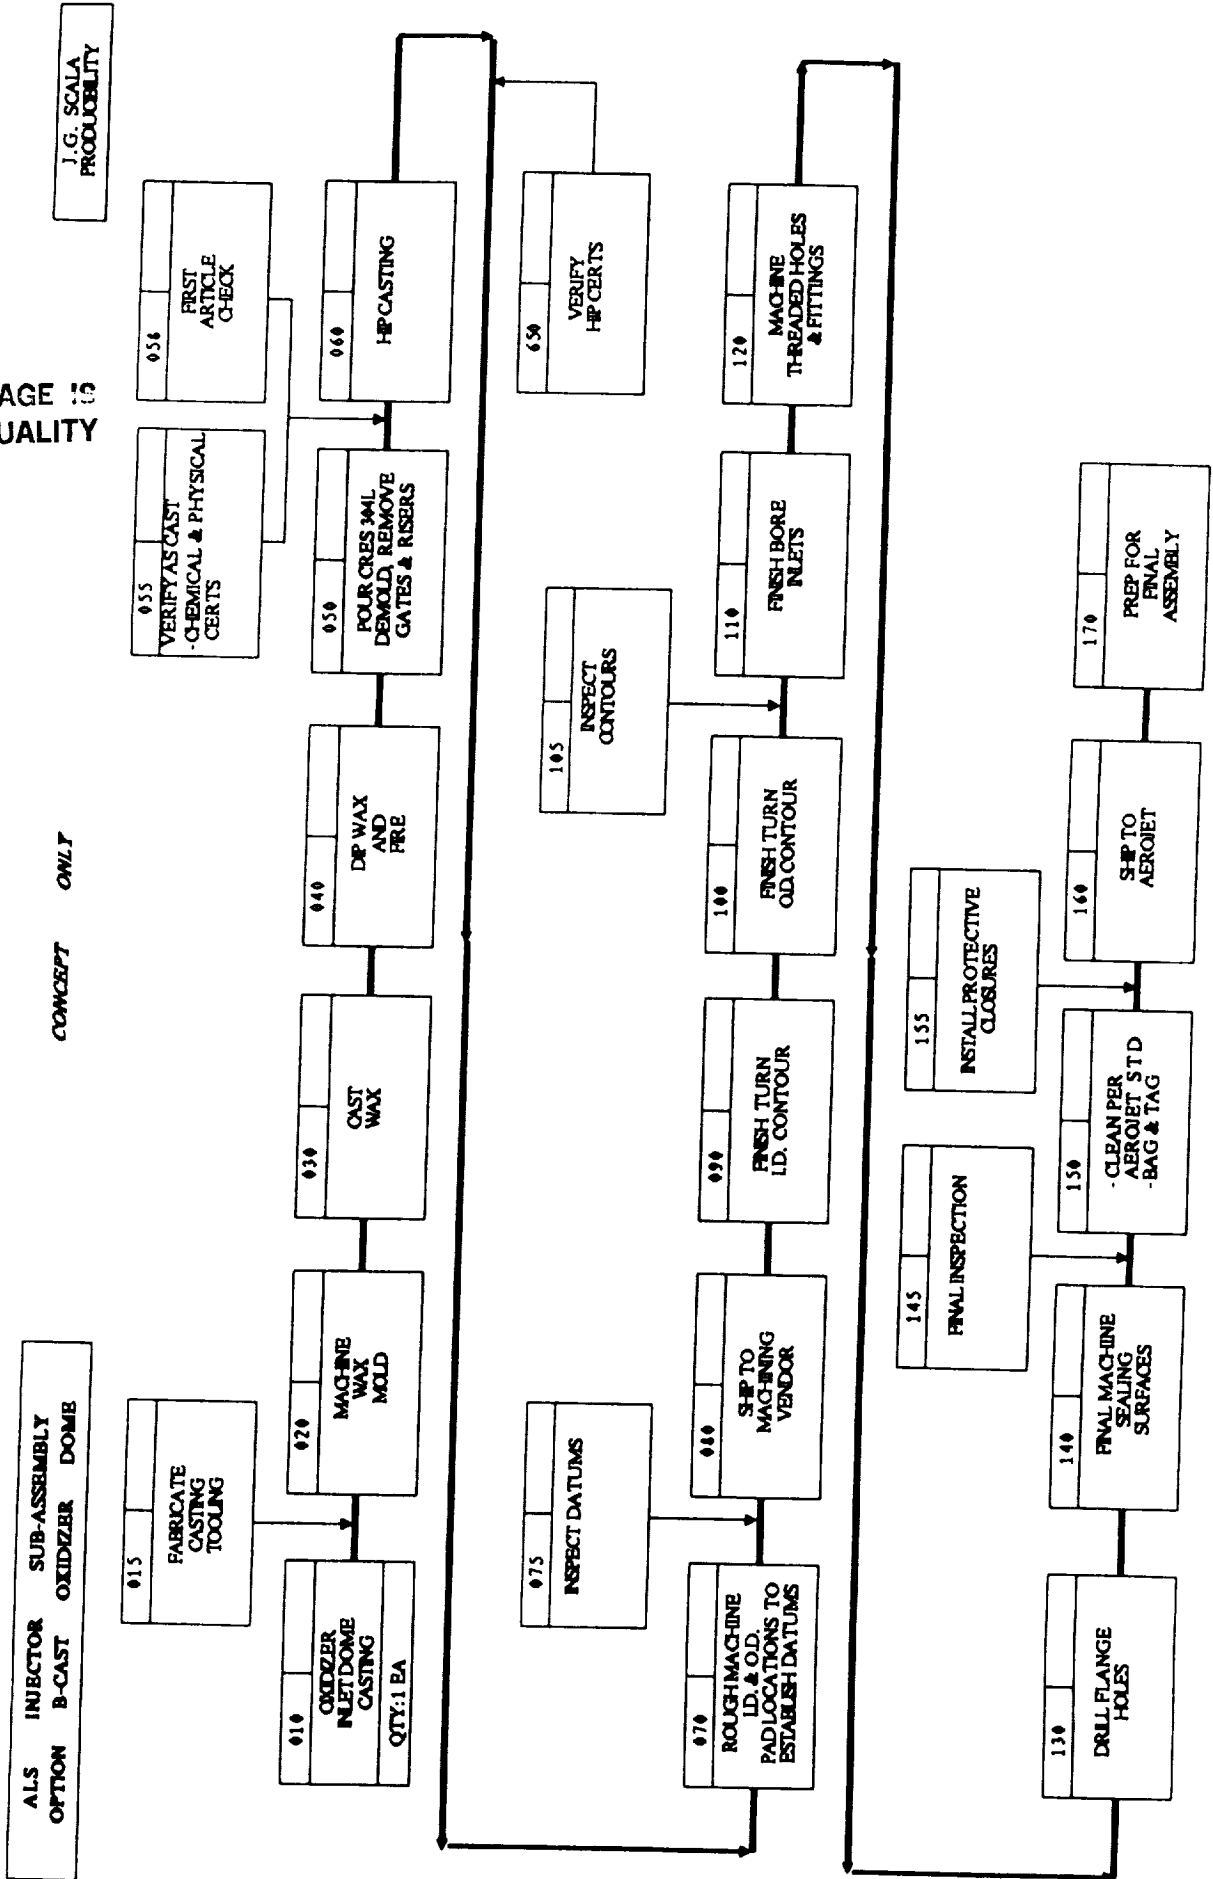 ALS INJECTOR SUB-ASSEMBLY
OPTION B-CAST OXIDIZER DOME
CONCEPT ONLY
AGE IS
UALITY
J.G. SCALA
PRODUCIBILITY
015
FABRICATE
CASTING
TOOLING
055
VERIFY AS CAST
-CHEMICAL & PHYSICAL
CERTS
FIRST
ARTICLE
CHECK
010
OXIDIZER
INLET DOME
CASTING
QTY:1 EA
020
MACHINE
WAX
MOLD
030
CAST
WAX
040
DIP WAX
AND
FIRE
050
POUR CRES 304L
DEMOLD, REMOVE
GATES & RISERS
060
HIP CASTING
075
INSPECT DATUMS
105
INSPECT
CONTOURS
650
VERIFY
HIP CERTS
070
ROUGH MACHINE
I.D. & O.D.
PAD LOCATIONS TO
ESTABLISH DATUMS
080
SHIP TO
MACHINING
VENDOR
090
FINISH TURN
I.D. CONTOUR
100
FINISH TURN
O.D. CONTOUR
110
FINISH BORE
INLETS
120
MACHINE
THREADED HOLES
& FITTINGS
145
FINAL INSPECTION
155
INSTALL PROTECTIVE
CLOSURES
130
DRILL FLANGE
HOLES
140
FINAL MACHINE
SEALING
SURFACES
150
- CLEAN PER
AEROJET STD
-BAG & TAG
160
SHIP TO
AEROJET
170
PREP FOR
FINAL
ASSEMBLY